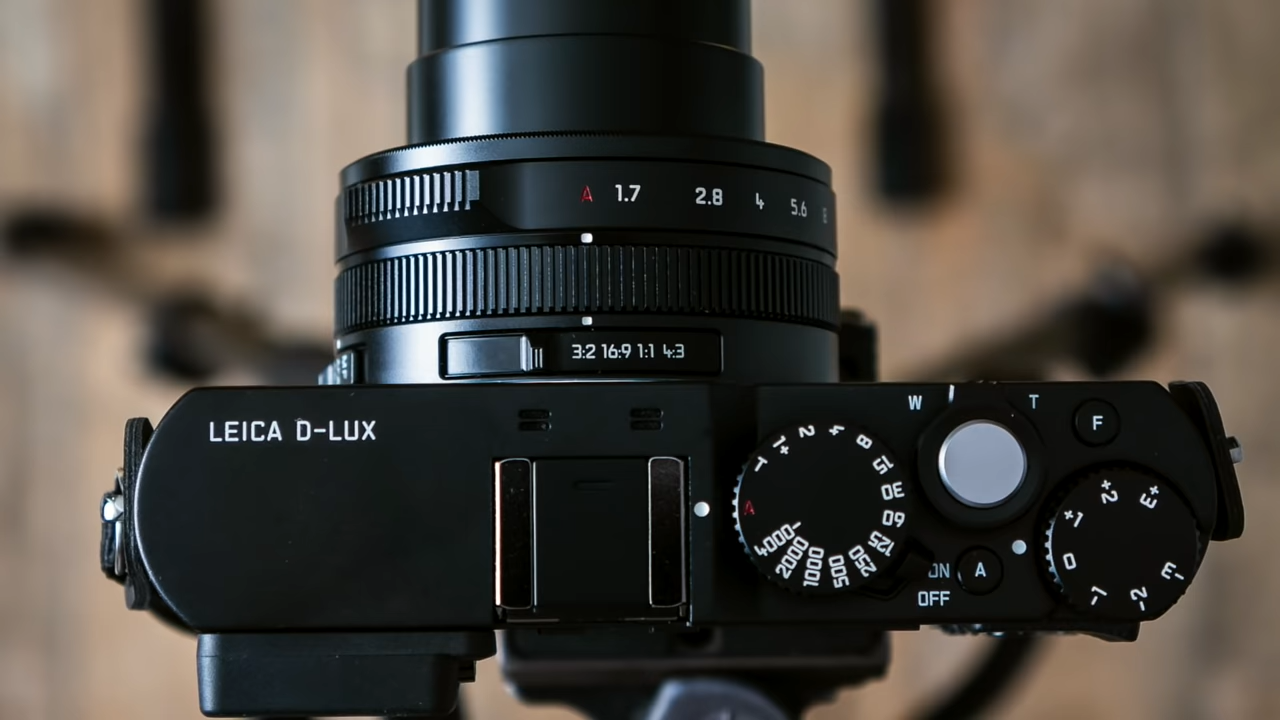 A 1.7 2.8 4 5.6 8
3:2 16:9 1:1 4:3
LEICA D-LUX
W T
F
A T 1+ 2 4 8 15 30 60 125 250 500 1000 2000 4000-
ON A
OFF
+3 +2 +1 0 -1 -2 -3